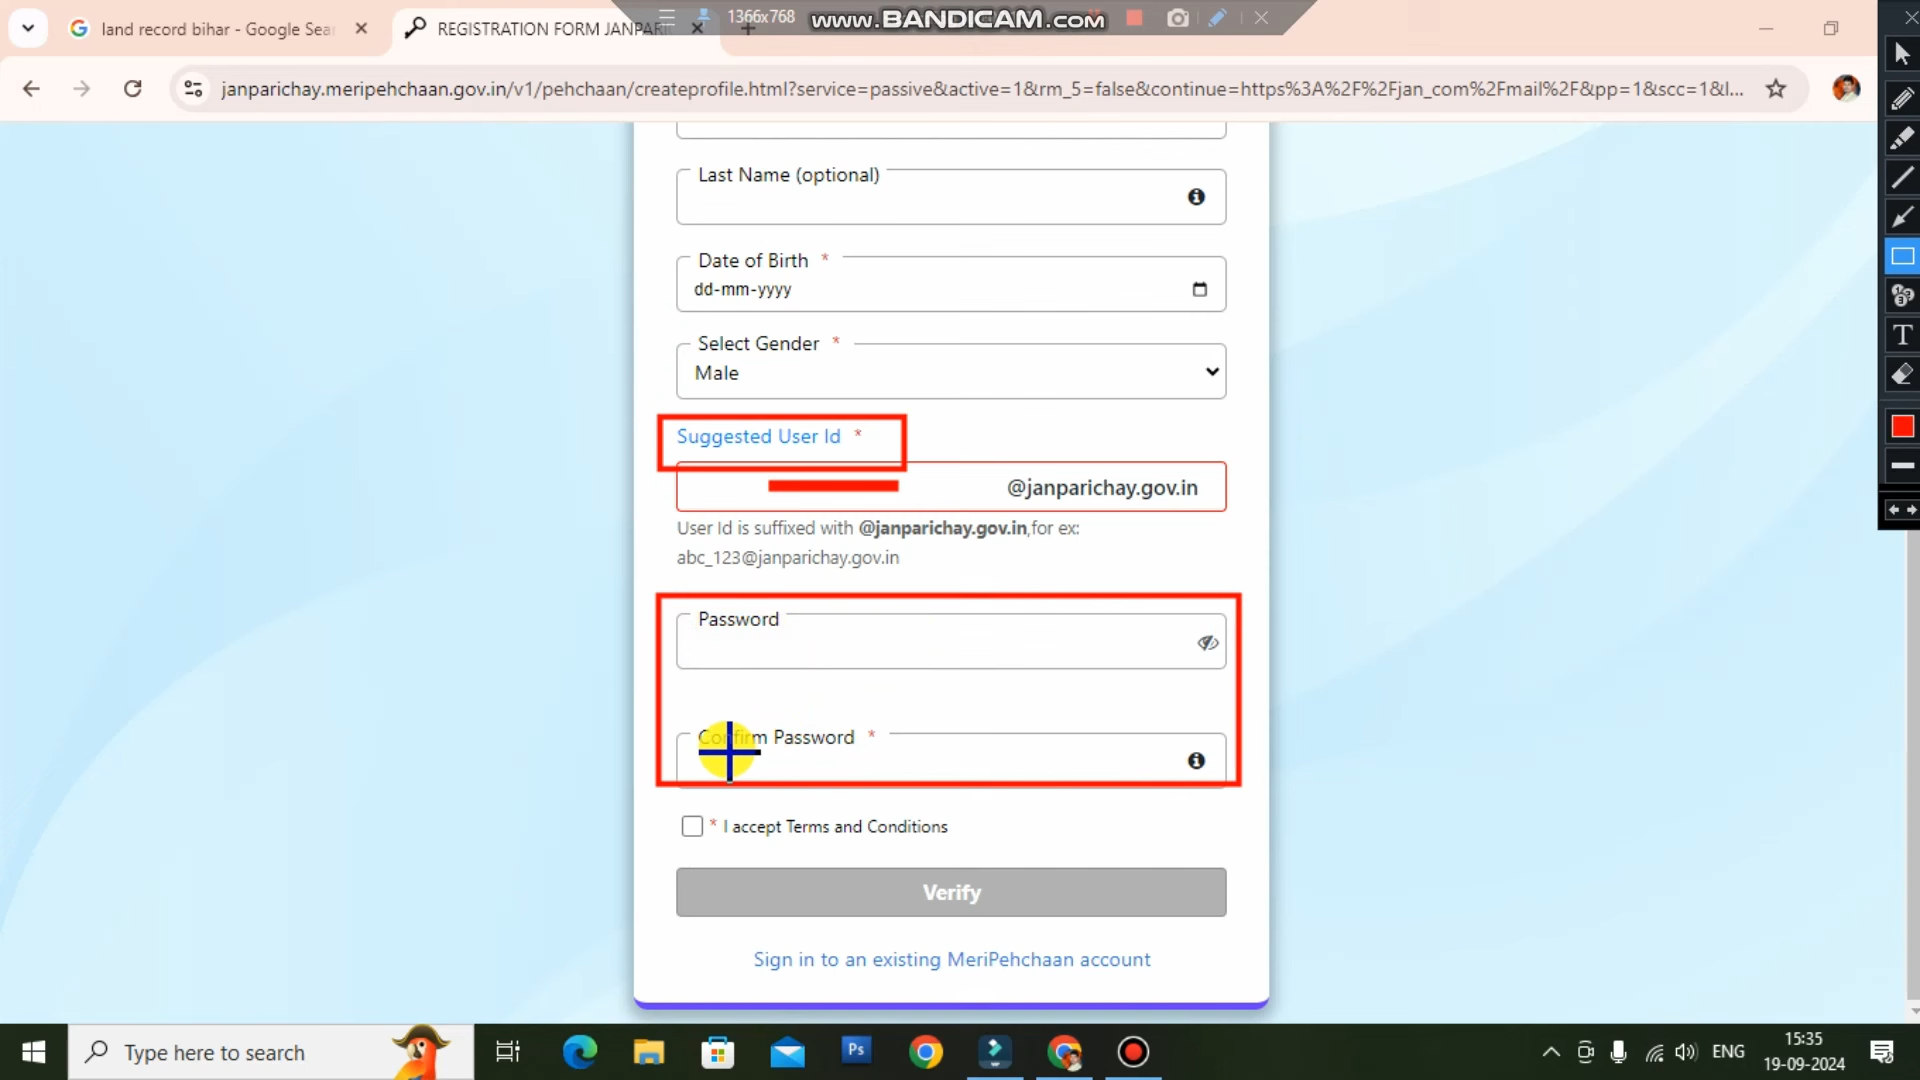 1366x768
www.BANDICAM.com
land record bihar - Google Sea
REGISTRATION FORM JANPARI
janparichay.meripehchaan.gov.in/v1/pehchaan/createprofile.html?service=passive&active=1&rm_5=false&continue=https%3A%2F%2Fjan_com%2Fmail%2F&pp=1&scc=1&l...
Last Name (optional)
Date of Birth *
dd-mm-yyyy
Select Gender *
Male
Suggested User Id *
@janparichay.gov.in
User Id is suffixed with @janparichay.gov.in,for ex:
abc_123@janparichay.gov.in
Password
Confirm Password *
* I accept Terms and Conditions
Verify
Sign in to an existing MeriPehchaan account
Type here to search
Ps
ENG
15:35
19-09-2024